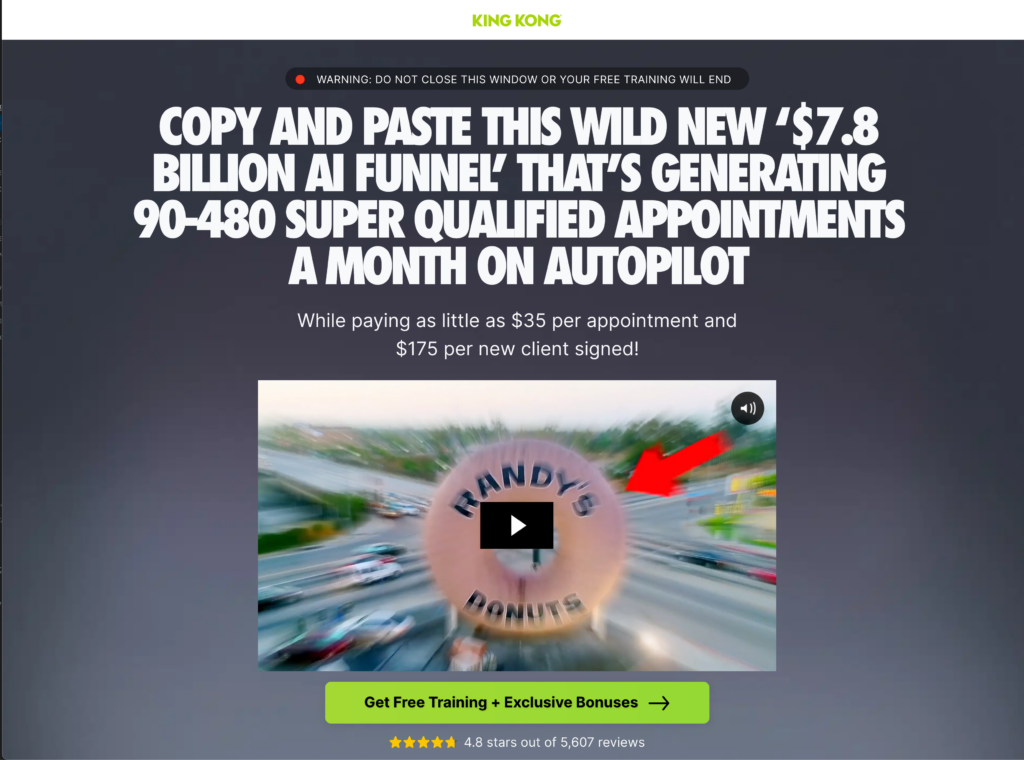 KING KONG
WARNING: DO NOT CLOSE THIS WINDOW OR YOUR FREE TRAINING WILL END
COPY AND PASTE THIS WILD NEW ‘$7.8
BILLION AI FUNNEL’ THAT’S GENERATING
90-480 SUPER QUALIFIED APPOINTMENTS
A MONTH ON AUTOPILOT
While paying as little as $35 per appointment and
$175 per new client signed!
RANDY'S
DONUTS
Get Free Training + Exclusive Bonuses
4.8 stars out of 5,607 reviews